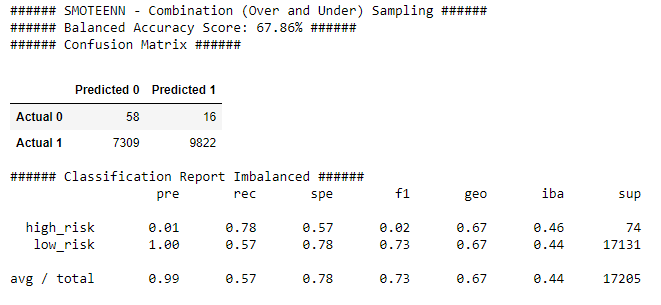 ###### SMOTEENN - Combination (Over and Under) Sampling ######
###### Balanced Accuracy Score: 67.86% ######
###### Confusion Matrix ######
Predicted 0 Predicted 1
Actual 0 58 16
Actual 1 7309 9822
###### Classification Report Imbalanced ######
pre rec spe f1 geo iba sup
high_risk 0.01 0.78 0.57 0.02 0.67 0.46 74
low_risk 1.00 0.57 0.78 0.73 0.67 0.44 17131
avg / total 0.99 0.57 0.78 0.73 0.67 0.44 17205